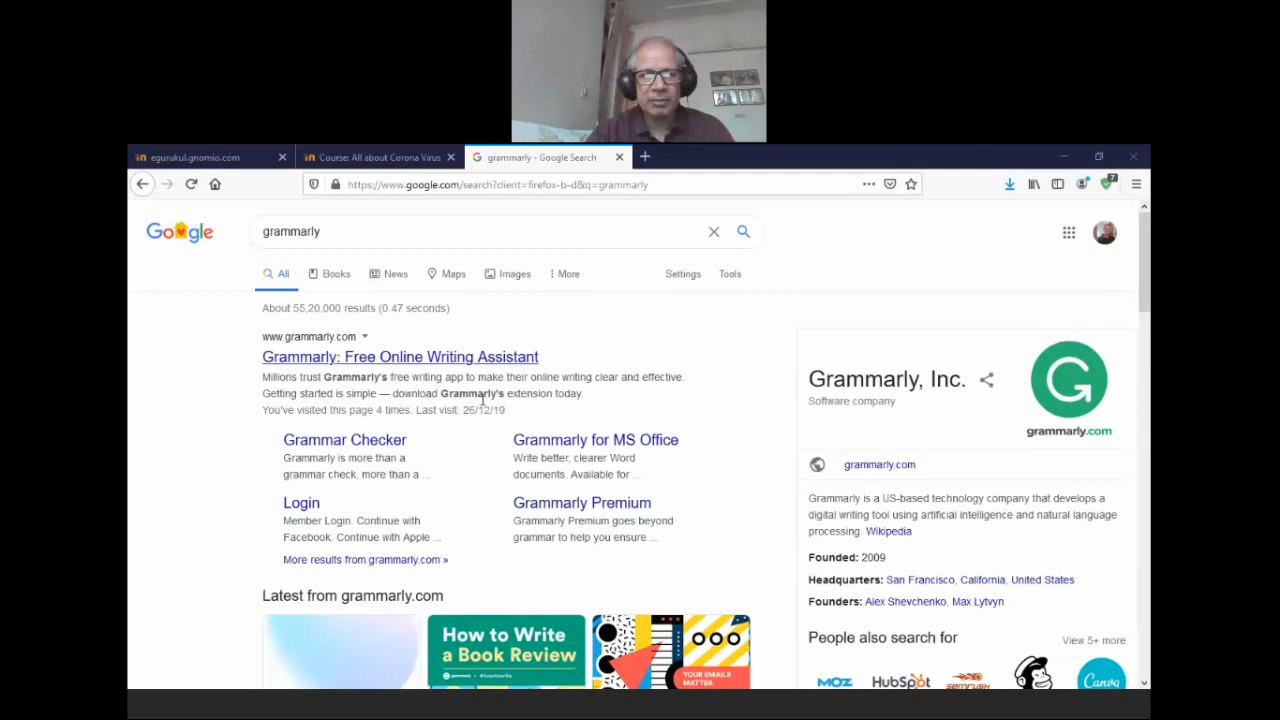 egurukul.gnomio.com
Course: All about Corona Virus
grammarly - Google Search
https://www.google.com/search?client=firefox-b-d&q=grammarly
7
Google
grammarly
All
Books
News
Maps
Images
More
Settings
Tools
About 55,20,000 results (0.47 seconds)
www.grammarly.com
Grammarly: Free Online Writing Assistant
Millions trust Grammarly's free writing app to make their online writing clear and effective.
Getting started is simple — download Grammarly's extension today.
You've visited this page 4 times. Last visit: 26/12/19
Grammar Checker
Grammarly is more than a
grammar check, more than a ...
Grammarly for MS Office
Write better, clearer Word
documents. Available for ...
Login
Member Login. Continue with
Facebook. Continue with Apple ...
Grammarly Premium
Grammarly Premium goes beyond
grammar to help you ensure ...
More results from grammarly.com »
Latest from grammarly.com
How to Write
a Book Review
grammarly
YOUR EMAILS
MATTER.
Grammarly, Inc.
Software company
G
grammarly.com
grammarly.com
Grammarly is a US-based technology company that develops a
digital writing tool using artificial intelligence and natural language
processing. Wikipedia
Founded: 2009
Headquarters: San Francisco, California, United States
Founders: Alex Shevchenko, Max Lytvyn
People also search for
View 5+ more
MOZ
HubSpot
SEMRUSH
Canva